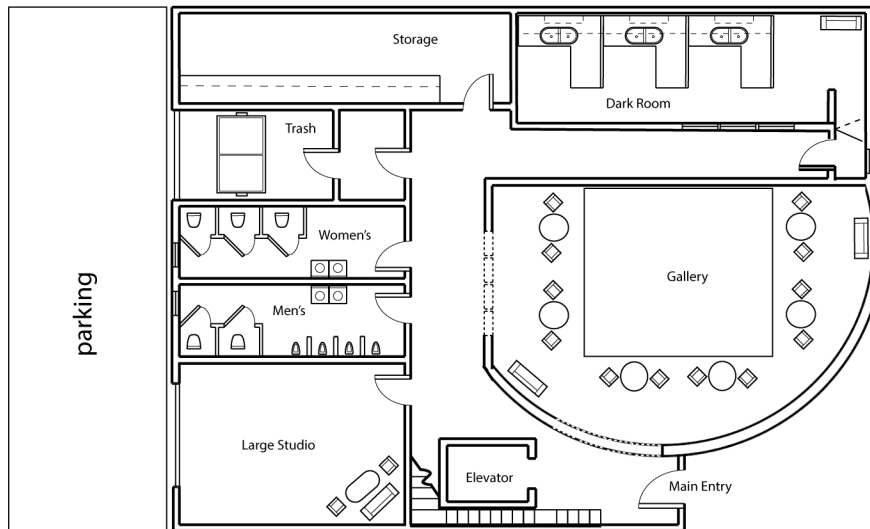 Storage
Dark Room
Trash
Women's
Gallery
Men's
parking
Large Studio
Elevator
Main Entry